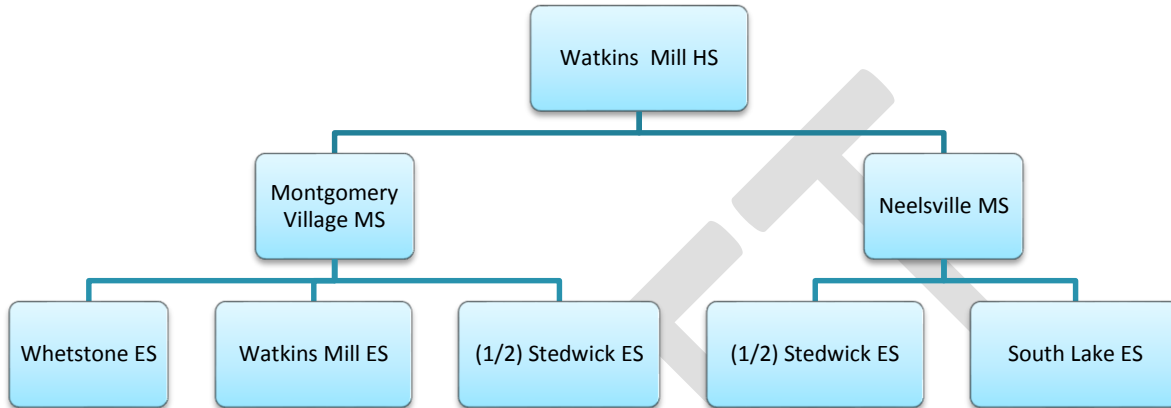 Watkins  Mill HS
Montgomery
Village MS
Neelsville MS
Whetstone ES
Watkins Mill ES
(1/2) Stedwick ES
(1/2) Stedwick ES
South Lake ES